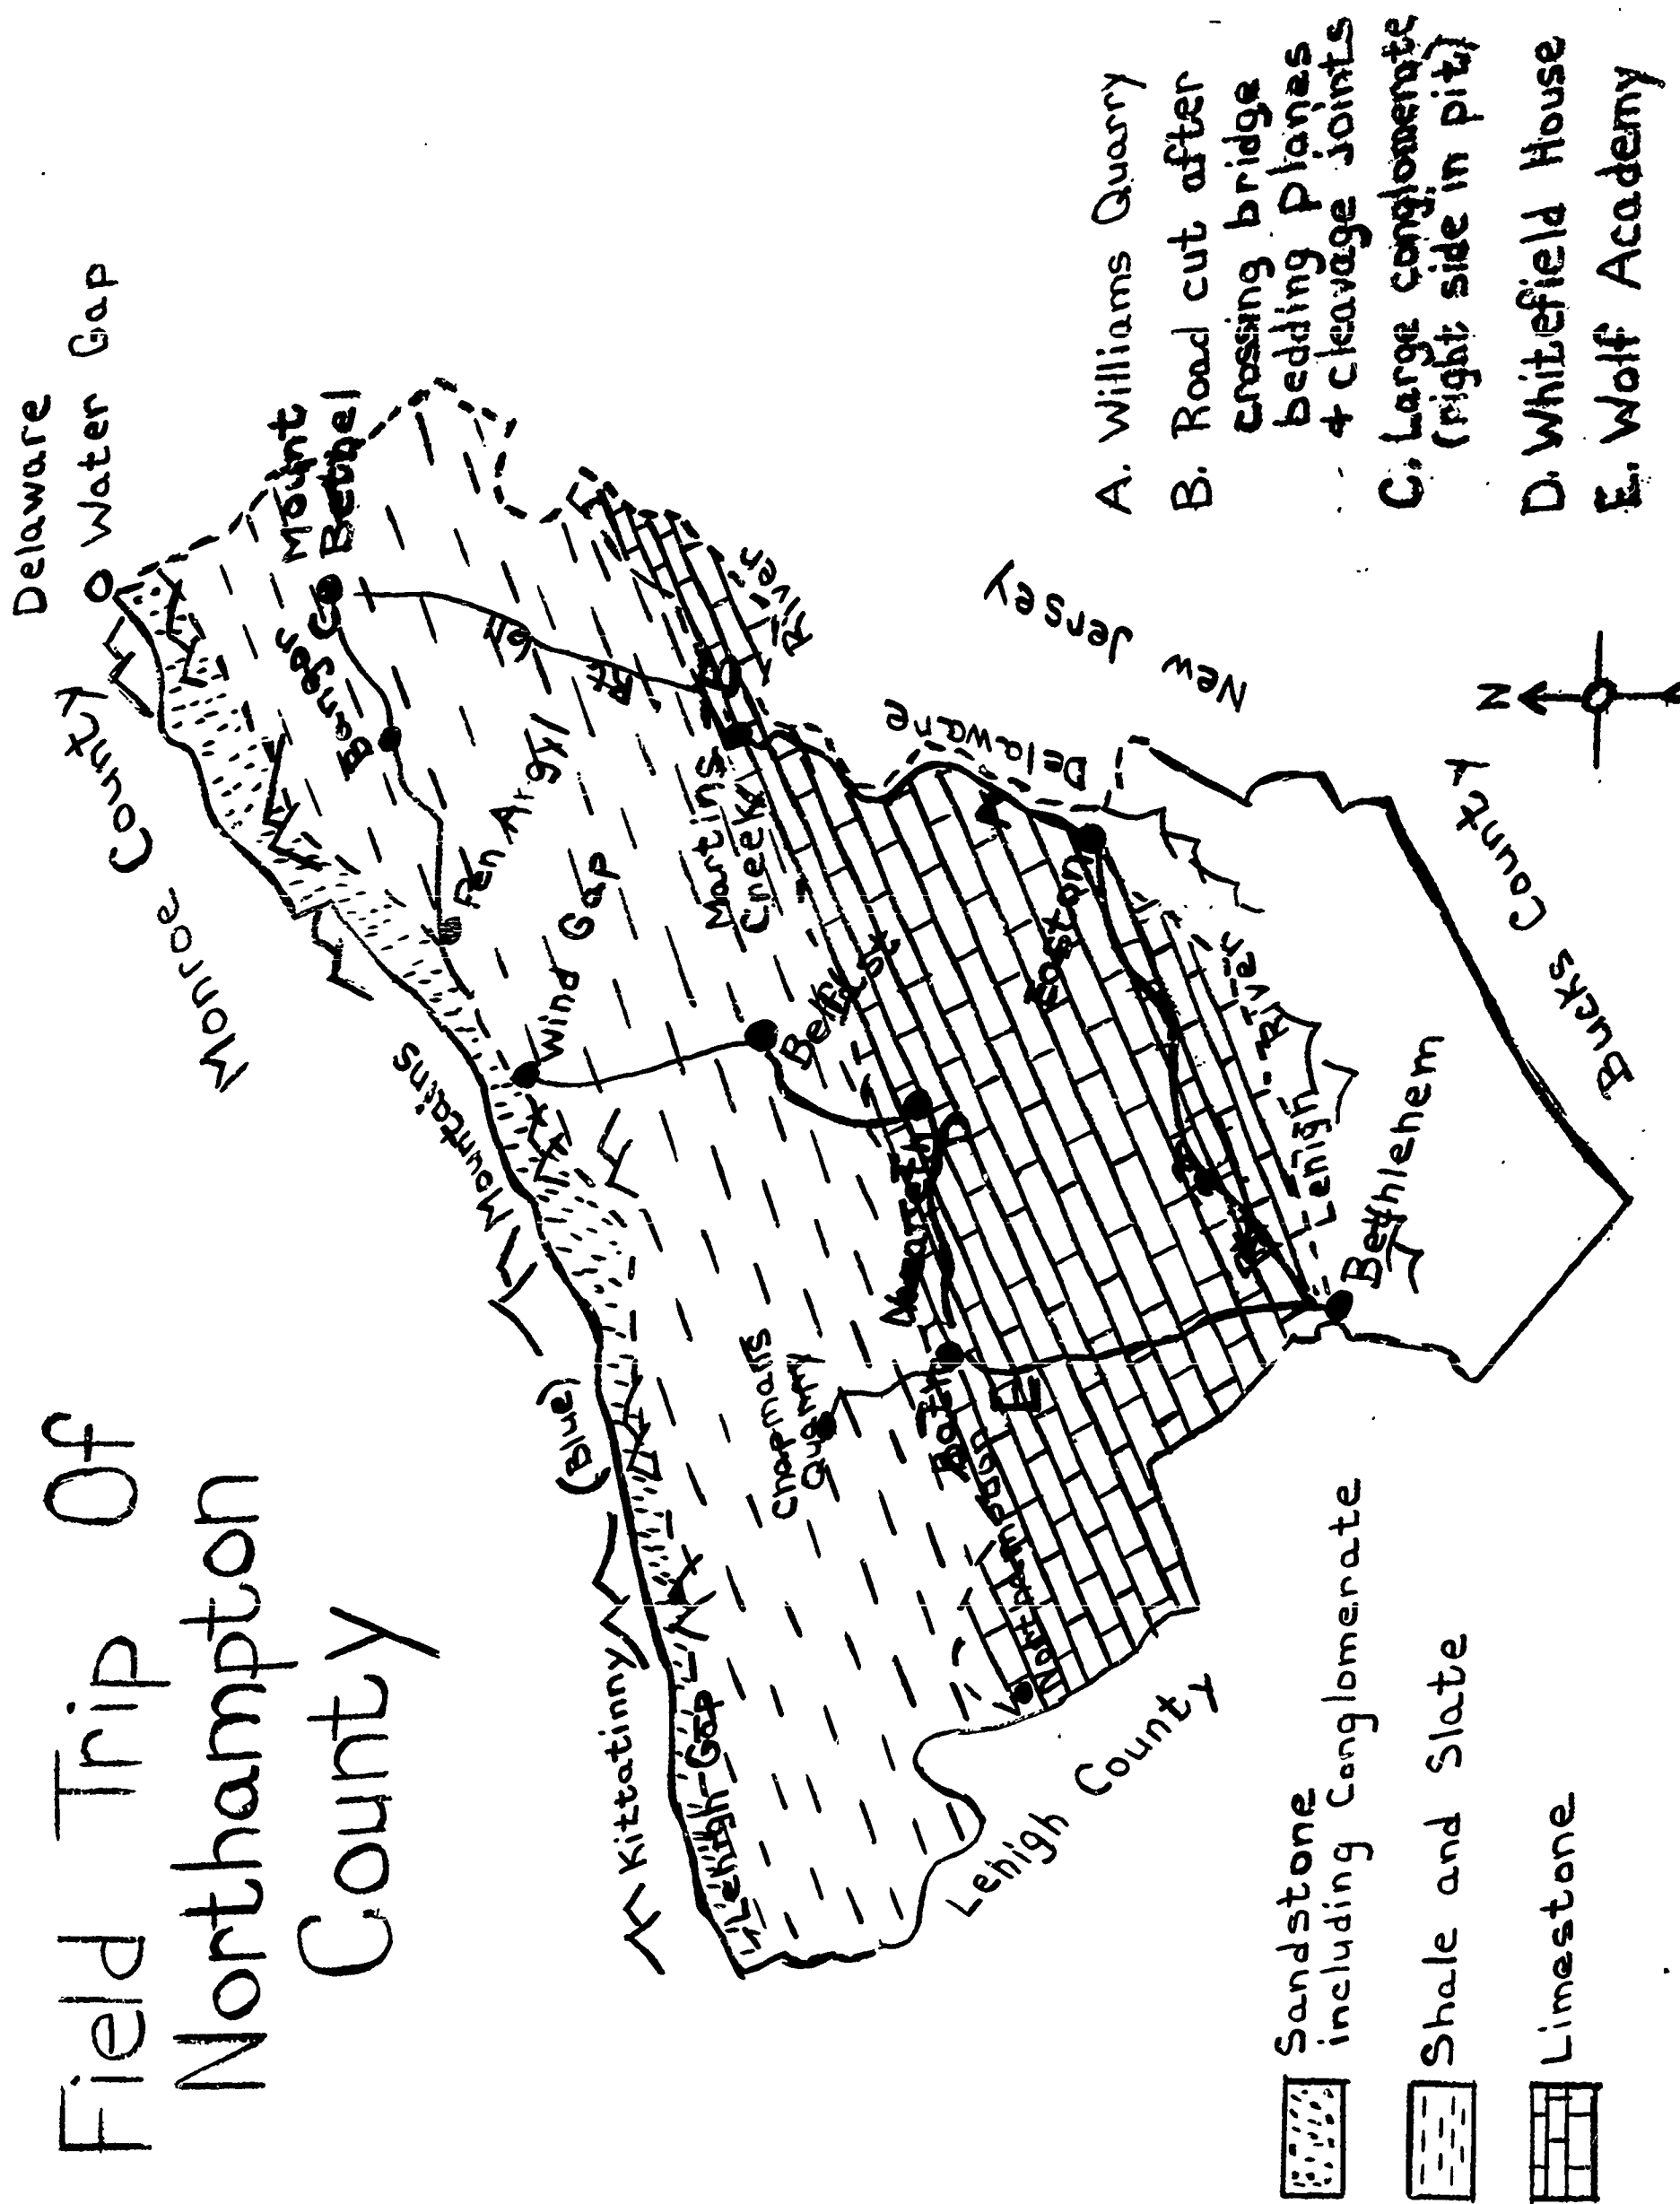 Field Trip Of
Northampton
County
Delaware
Water Gap
Monroe County
Mount
Bethel
Bangor
C
Pen Argyl
Wind Gap
Kittatinny
(Blue)
Mountains
Lehigh Gap
Chapmans
Quarry
Belfast
Martins
Creek
Rt.
611
B
River
Delaware
New Jersey
Nazareth
D
Bath
E
Northampton
A
Easton
Lehigh River
Bethlehem
Lehigh County
Bucks County
N
Sandstone
including Conglomerate
Shale and Slate
Limestone
A. Williams Quarry
B. Road cut after
crossing bridge
bedding planes
+ cleavage joints
C. Large conglomerate
(right side in pit)
D. Whitefield House
E. Wolf Academy